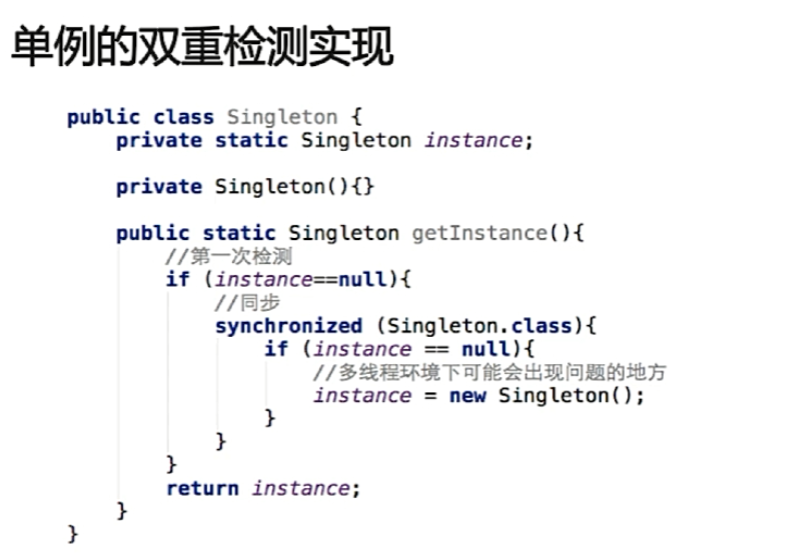 单例的双重检测实现
public class Singleton {
    private static Singleton instance;
    private Singleton(){}
    public static Singleton getInstance(){
        //第一次检测
        if (instance==null){
            //同步
            synchronized (Singleton.class){
                if (instance == null){
                    //多线程环境下可能会出现问题的地方
                    instance = new Singleton();
                }
            }
        }
        return instance;
    }
}